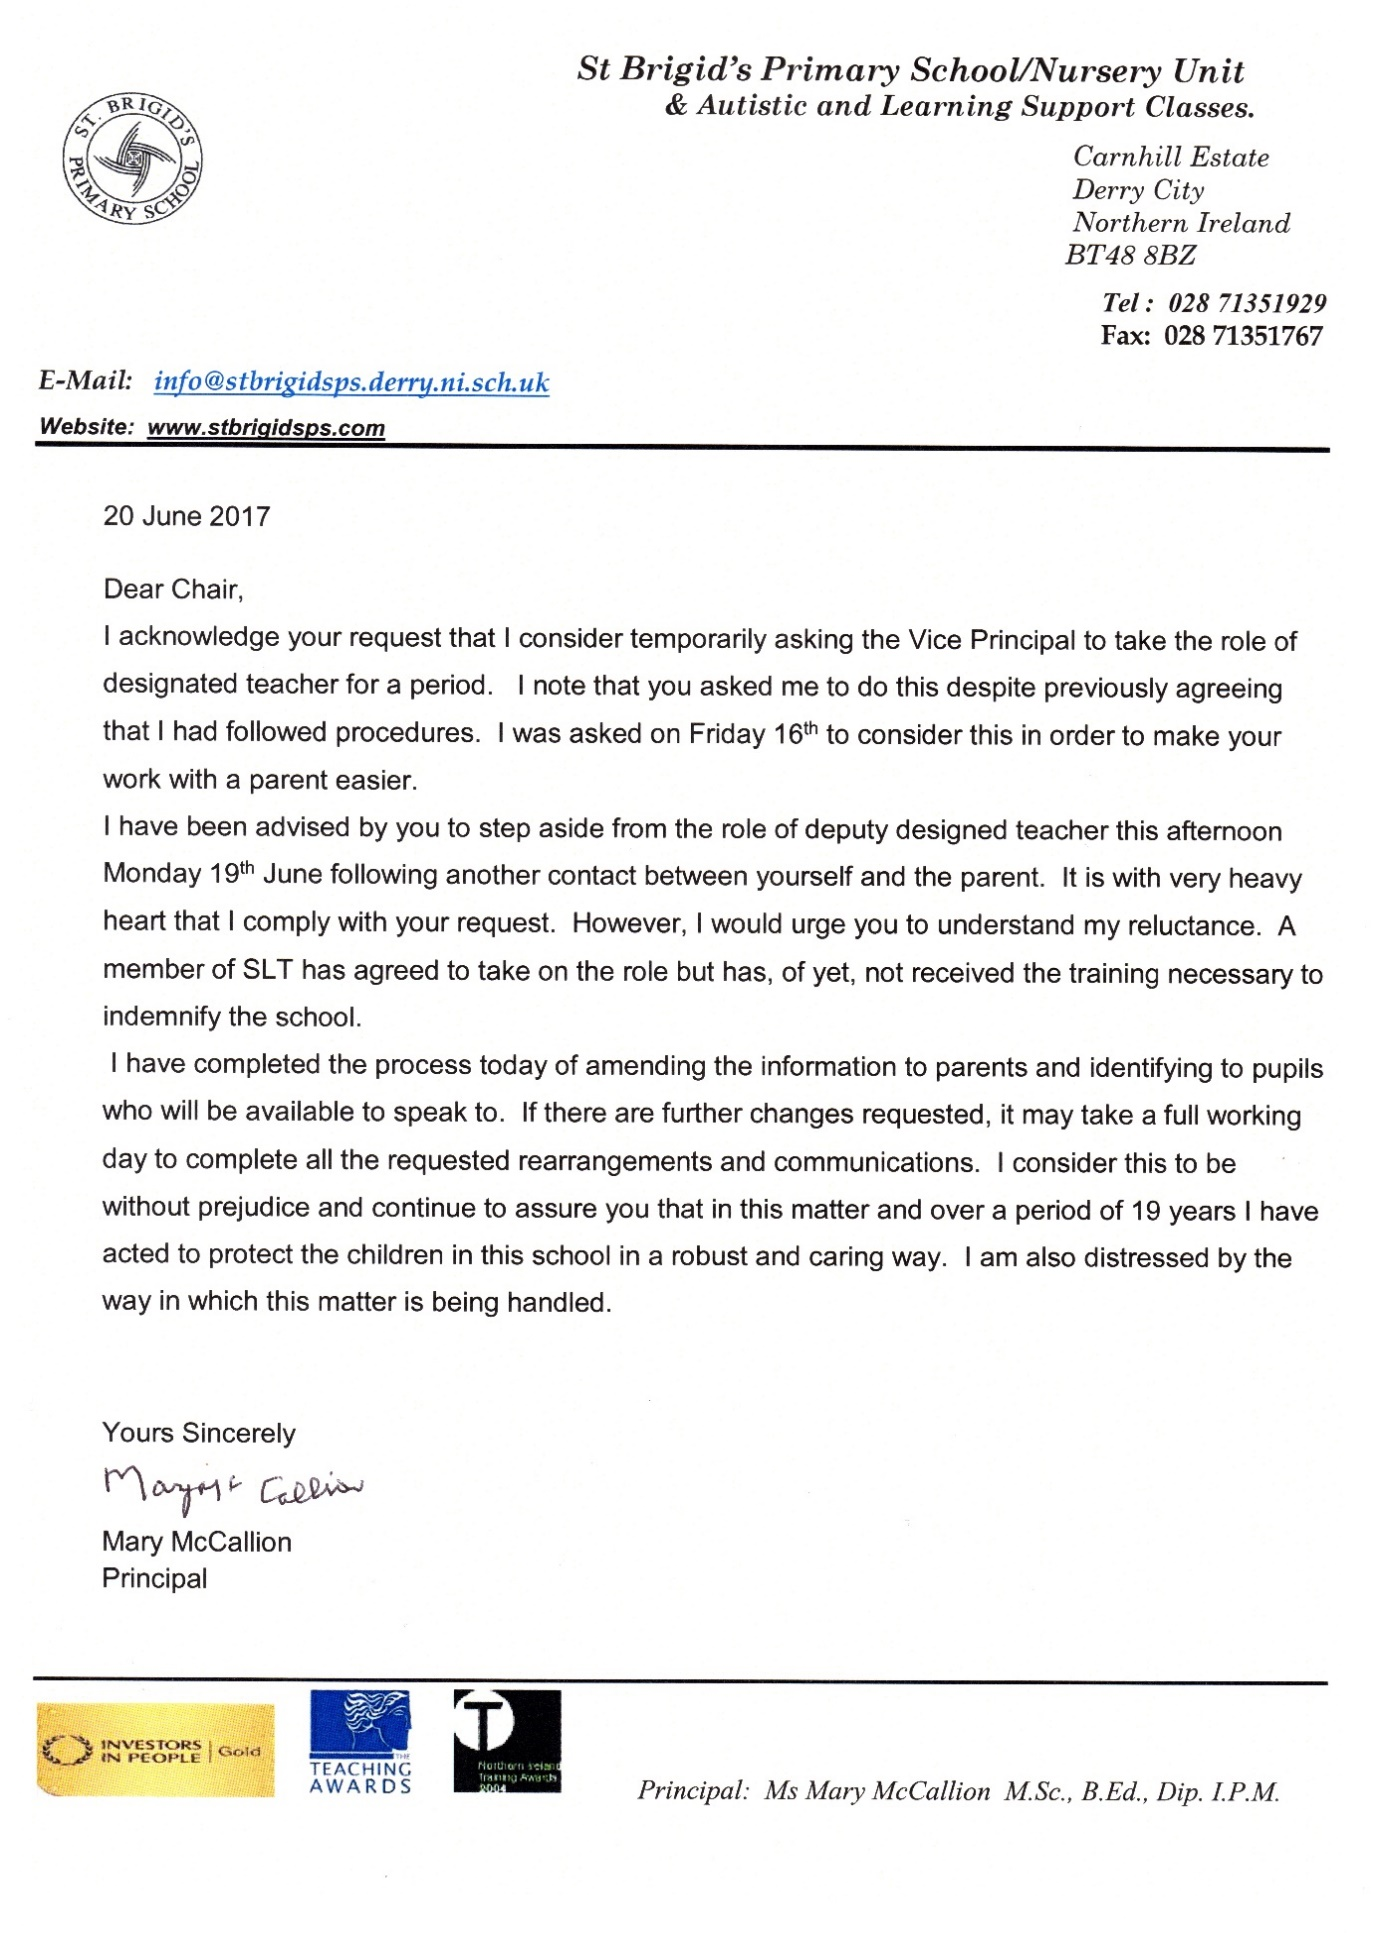 St Brigid's Primary School/Nursery Unit
& Autistic and Learning Support Classes.
ST. BRIGID'S
PRIMARY SCHOOL
Carnhill Estate
Derry City
Northern Ireland
BT48 8BZ
Tel : 028 71351929
Fax: 028 71351767
E-Mail: info@stbrigidsps.derry.ni.sch.uk
Website: www.stbrigidsps.com
20 June 2017
Dear Chair,
I acknowledge your request that I consider temporarily asking the Vice Principal to take the role of
designated teacher for a period. I note that you asked me to do this despite previously agreeing
that I had followed procedures. I was asked on Friday 16th to consider this in order to make your
work with a parent easier.
I have been advised by you to step aside from the role of deputy designed teacher this afternoon
Monday 19th June following another contact between yourself and the parent. It is with very heavy
heart that I comply with your request. However, I would urge you to understand my reluctance. A
member of SLT has agreed to take on the role but has, of yet, not received the training necessary to
indemnify the school.
I have completed the process today of amending the information to parents and identifying to pupils
who will be available to speak to. If there are further changes requested, it may take a full working
day to complete all the requested rearrangements and communications. I consider this to be
without prejudice and continue to assure you that in this matter and over a period of 19 years I have
acted to protect the children in this school in a robust and caring way. I am also distressed by the
way in which this matter is being handled.
Yours Sincerely
Mary Mc Callion
Mary McCallion
Principal
INVESTORS
IN PEOPLE | Gold
THE
TEACHING
AWARDS
T
Northern Ireland
Training Awards
2004
Principal: Ms Mary McCallion M.Sc., B.Ed., Dip. I.P.M.